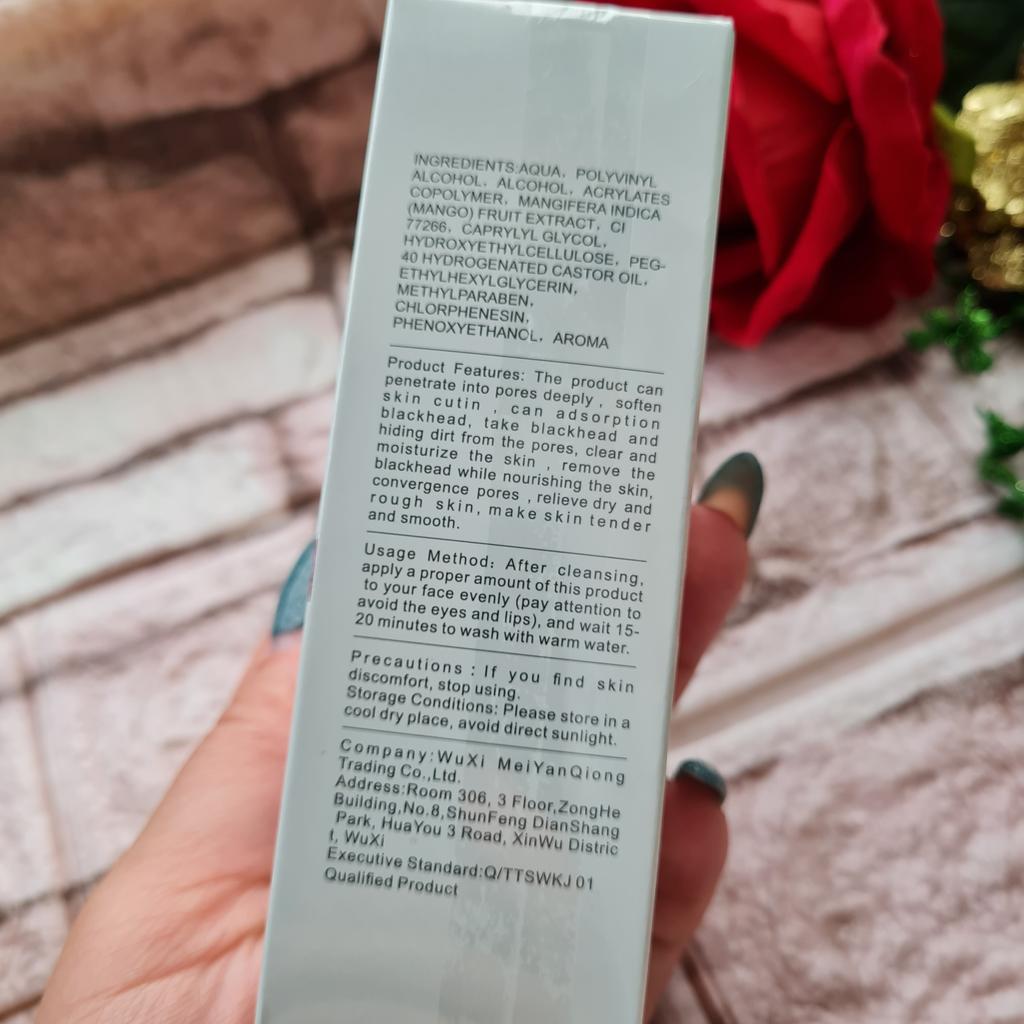 INGREDIENTS:AQUA, POLYVINYL
ALCOHOL, ALCOHOL, ACRYLATES
COPOLYMER, MANGIFERA INDICA
(MANGO) FRUIT EXTRACT, CI
77266, CAPRYLYL GLYCOL,
HYDROXYETHYLCELLULOSE, PEG-
40 HYDROGENATED CASTOR OIL,
ETHYLHEXYLGLYCERIN,
METHYLPARABEN,
CHLORPHENESIN,
PHENOXYETHANOL, AROMA
Product Features: The product can
penetrate into pores deeply , soften
skin cutin , can adsorption
blackhead, take blackhead and
hiding dirt from the pores, clear and
moisturize the skin , remove the
blackhead while nourishing the skin,
convergence pores , relieve dry and
rough skin, make skin tender
and smooth.
Usage Method: After cleansing,
apply a proper amount of this product
to your face evenly (pay attention to
avoid the eyes and lips), and wait 15-
20 minutes to wash with warm water.
Precautions : If you find skin
discomfort, stop using.
Storage Conditions: Please store in a
cool dry place, avoid direct sunlight.
Company:WuXi MeiYanQiong
Trading Co.,Ltd.
Address:Room 306, 3 Floor,ZongHe
Building,No.8,ShunFeng DianShang
Park, HuaYou 3 Road, XinWu Distric
t, WuXi
Executive Standard:Q/TTSWKJ 01
Qualified Product